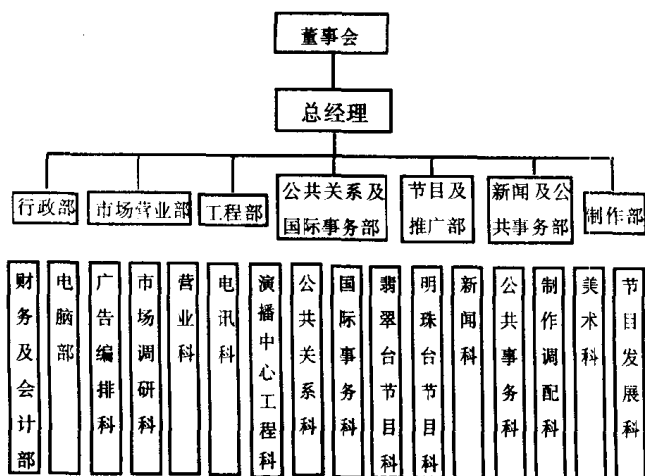 董事会
总经理
行政部
市场营业部
工程部
公共关系及
国际事务部
节目及
推广部
新闻及公
共事务部
制作部
财务及会计部
电脑部
广告编排科
市场调研科
营业科
电讯科
演播中心工程科
公共关系科
国际事务科
翡翠台节目科
明珠台节目科
新闻科
公共事务科
制作调配科
美术科
节目发展科